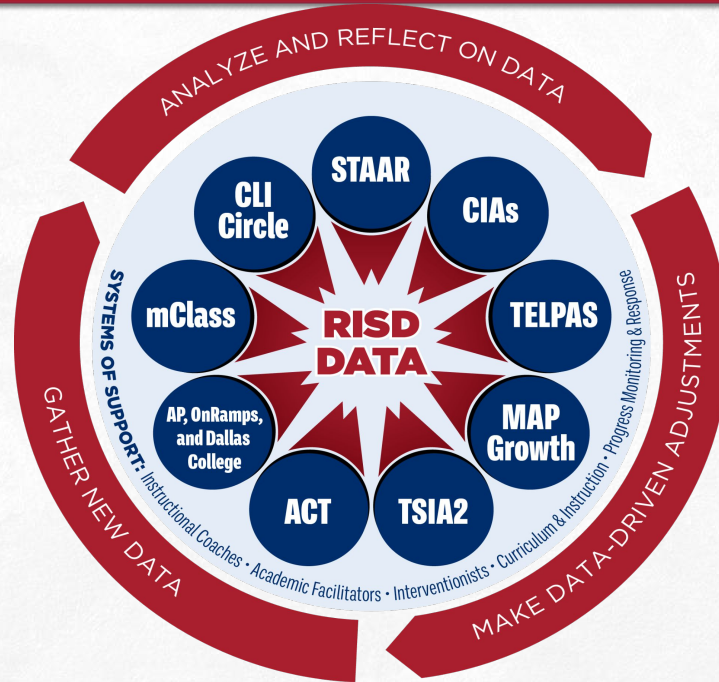 ANALYZE AND REFLECT ON DATA
MAKE DATA-DRIVEN ADJUSTMENTS
GATHER NEW DATA
STAAR
CIAs
TELPAS
MAP
Growth
TSIA2
ACT
AP, OnRamps,
and Dallas
College
mClass
CLI
Circle
RISD
DATA
SYSTEMS OF SUPPORT: Instructional Coaches • Academic Facilitators • Interventionists • Curriculum & Instruction • Progress Monitoring & Response